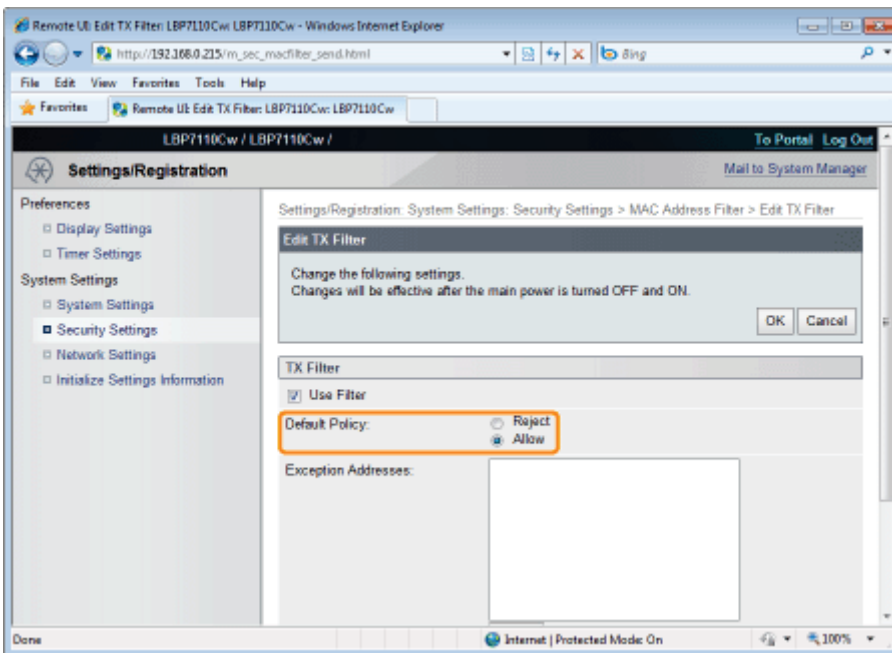 Remote UI: Edit TX Filter: LBP7110Cw: LBP7110Cw - Windows Internet Explorer
http://192.168.0.215/m_sec_macfilter_send.html
Bing
File Edit View Favorites Tools Help
Favorites Remote UI: Edit TX Filter: LBP7110Cw: LBP7110Cw
LBP7110Cw / LBP7110Cw /
To Portal Log Out
Settings/Registration
Mail to System Manager
Preferences
Display Settings
Timer Settings
System Settings
System Settings
Security Settings
Network Settings
Initialize Settings Information
Settings/Registration: System Settings: Security Settings > MAC Address Filter > Edit TX Filter
Edit TX Filter
Change the following settings.
Changes will be effective after the main power is turned OFF and ON.
OK Cancel
TX Filter
Use Filter
Default Policy:
Reject
Allow
Exception Addresses:
Done
Internet | Protected Mode: On
100%